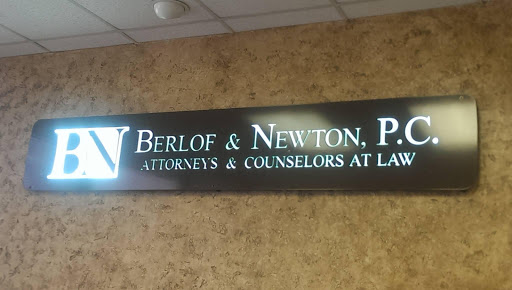 BN
BERLOF & NEWTON, P.C.
ATTORNEYS & COUNSELORS AT LAW